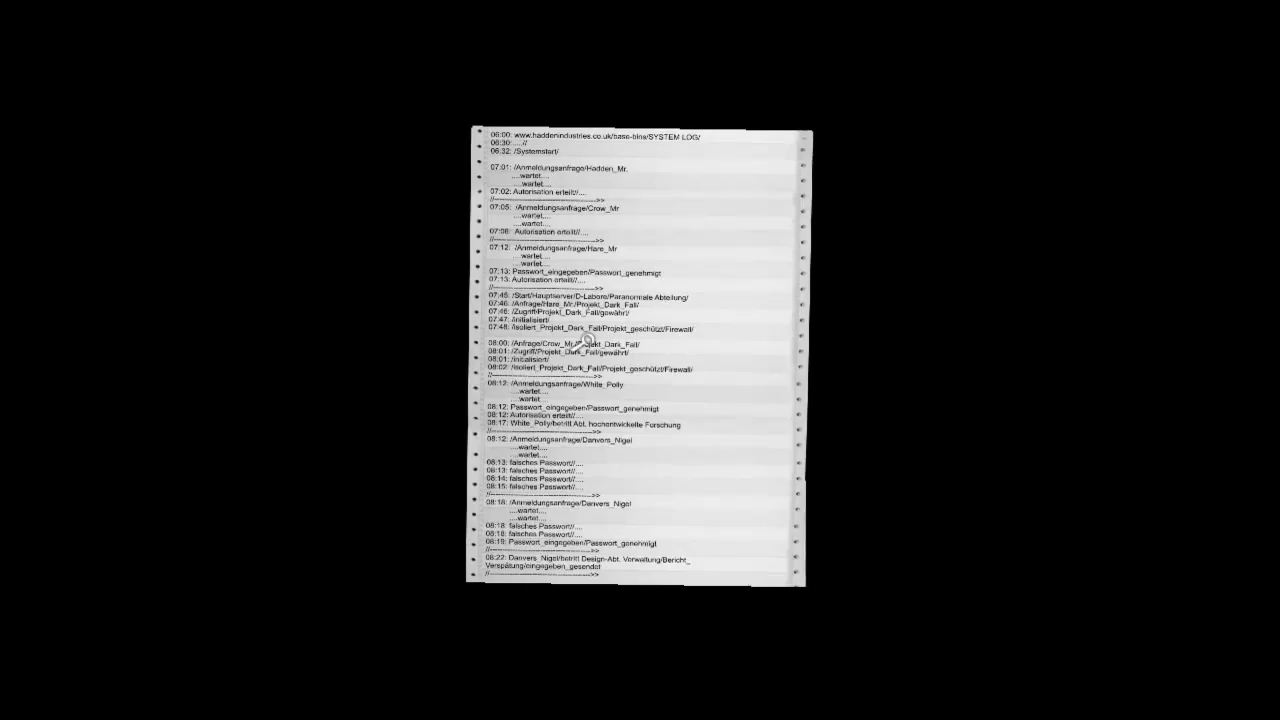 06:00: www.haddenindustries.co.uk/base-bins/SYSTEM LOG/
06:30:....//
06:32: /Systemstart/
07:01: /Anmeldungsanfrage/Hadden_Mr.
....wartet....
....wartet....
07:02: Autorisation erteilt//....
//---------------------------------->>
07:05: /Anmeldungsanfrage/Crow_Mr
....wartet....
....wartet....
07:08: Autorisation erteilt//....
//---------------------------------->>
07:12: /Anmeldungsanfrage/Hare_Mr
....wartet....
....wartet....
07:13: Passwort_eingegeben/Passwort_genehmigt
07:13: Autorisation erteilt//....
//---------------------------------->>
07:45: /Start/Hauptserver/D-Labore/Paranormale Abteilung/
07:46: /Anfrage/Hare_Mr./Projekt_Dark_Fall/
07:46: /Zugriff/Projekt_Dark_Fall/gewährt/
07:47: /initialisiert/
07:48: /isoliert_Projekt_Dark_Fall/Projekt_geschützt/Firewall/
08:00: /Anfrage/Crow_Mr./Projekt_Dark_Fall/
08:01: /Zugriff/Projekt_Dark_Fall/gewährt/
08:01: /initialisiert/
08:02: /isoliert_Projekt_Dark_Fall/Projekt_geschützt/Firewall/
//---------------------------------->>
08:12: /Anmeldungsanfrage/White_Polly
....wartet....
....wartet....
08:12: Passwort_eingegeben/Passwort_genehmigt
08:12: Autorisation erteilt//....
08:17: White_Polly/betritt Abt. hochentwickelte Forschung
//---------------------------------->>
08:12: /Anmeldungsanfrage/Danvers_Nigel
....wartet....
....wartet....
08:13: falsches Passwort//....
08:13: falsches Passwort//....
08:14: falsches Passwort//....
08:15: falsches Passwort//....
//---------------------------------->>
08:18: /Anmeldungsanfrage/Danvers_Nigel
....wartet....
....wartet....
08:18: falsches Passwort//....
08:18: falsches Passwort//....
08:19: Passwort_eingegeben/Passwort_genehmigt
//---------------------------------->>
08:22: Danvers_Nigel/betritt Design-Abt. Verwaltung/Bericht_
Verspätung/eingegeben_gesendet
//---------------------------------->>